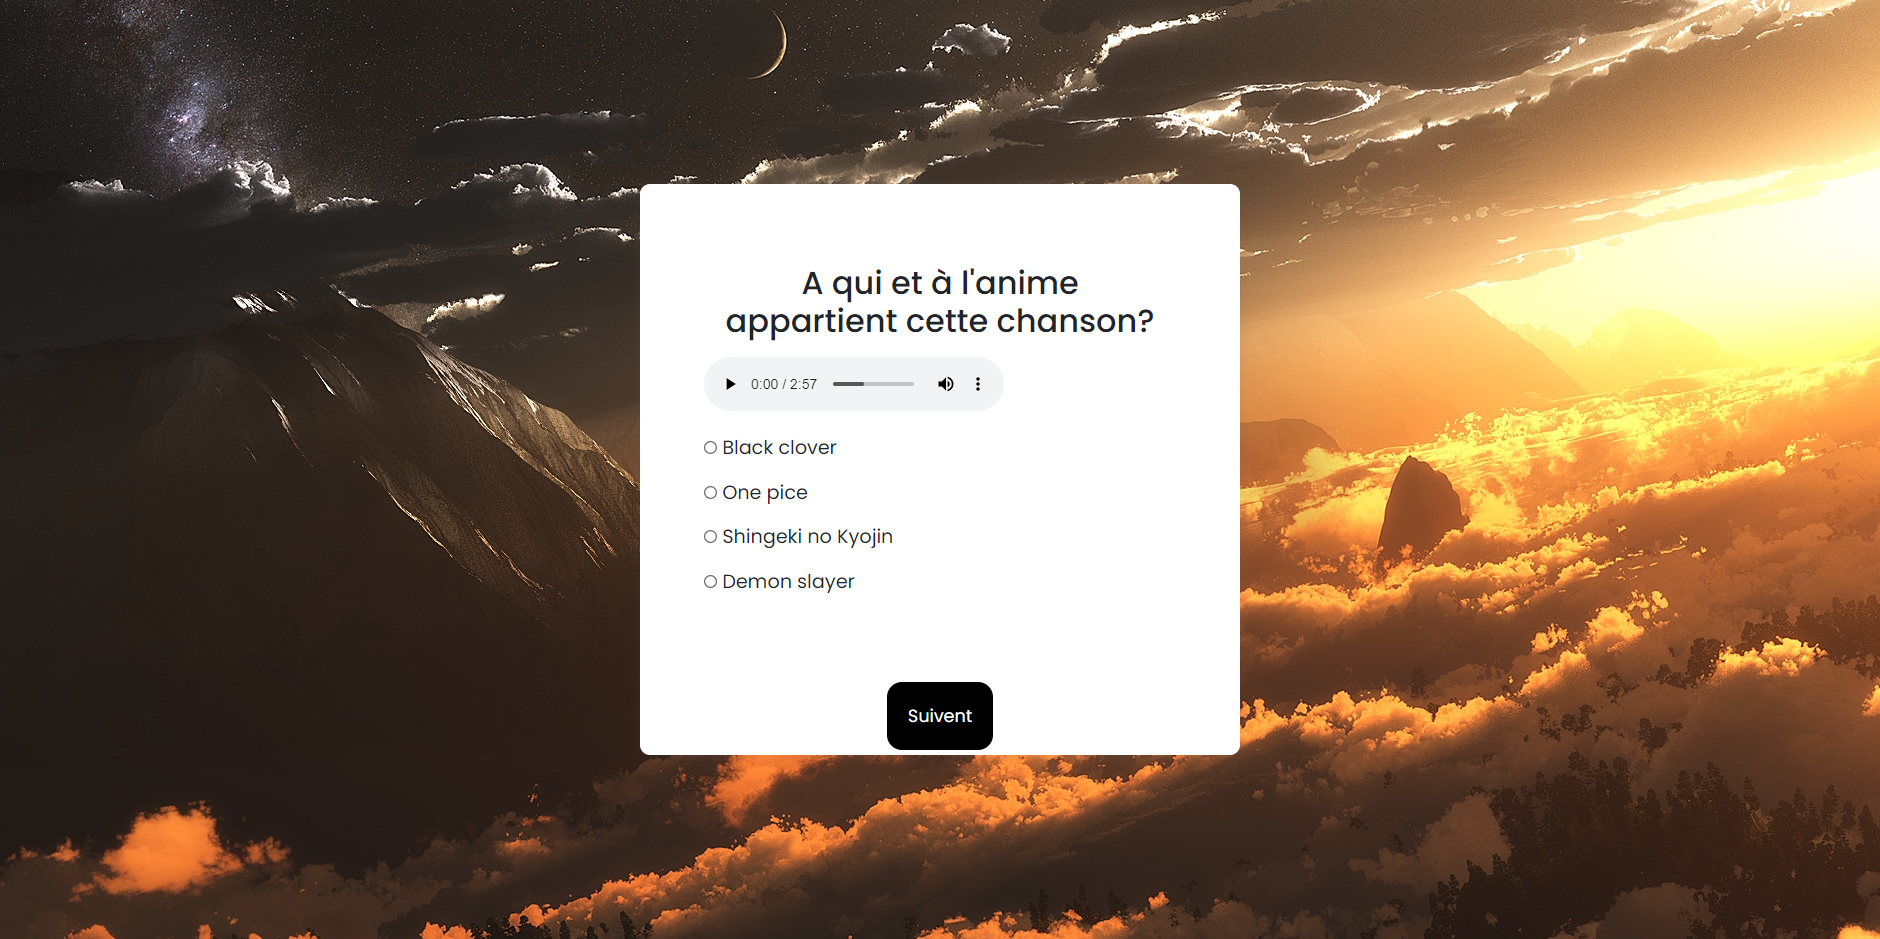 A qui et à l'anime
appartient cette chanson?
0:00 / 2:57
Black clover
One pice
Shingeki no Kyojin
Demon slayer
Suivent